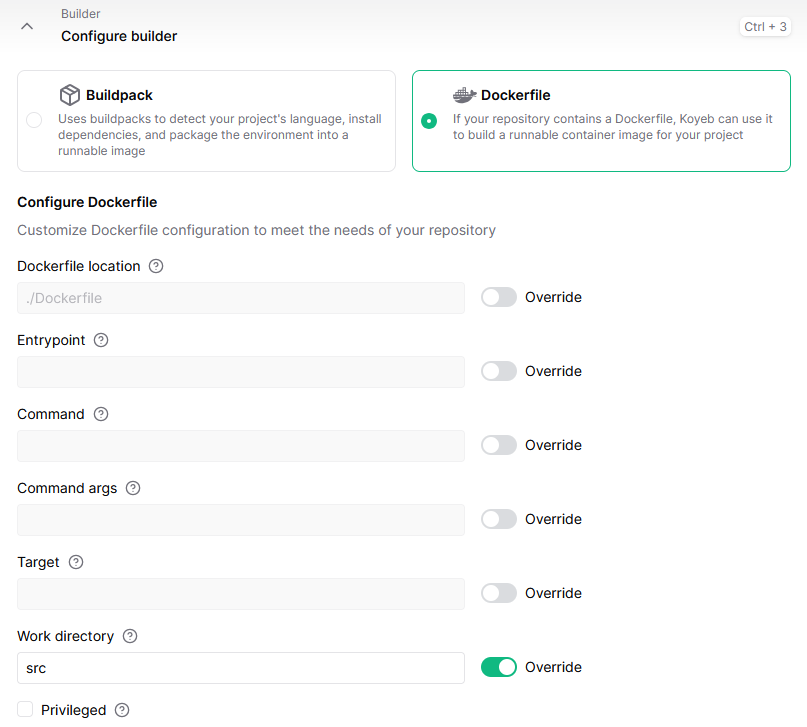 Builder
Configure builder
Ctrl + 3
Buildpack
Uses buildpacks to detect your project's language, install
dependencies, and package the environment into a
runnable image
Dockerfile
If your repository contains a Dockerfile, Koyeb can use it
to build a runnable container image for your project
Configure Dockerfile
Customize Dockerfile configuration to meet the needs of your repository
Dockerfile location ?
./Dockerfile
Override
Entrypoint ?
Override
Command ?
Override
Command args ?
Override
Target ?
Override
Work directory ?
src
Override
Privileged ?